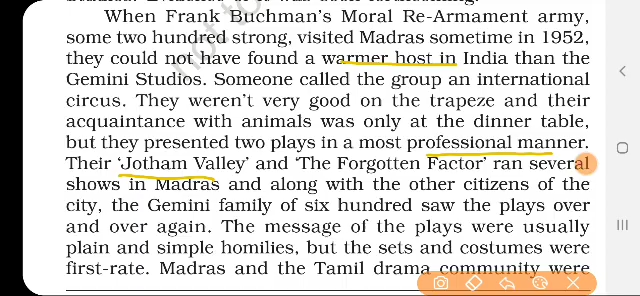 When Frank Buchman's Moral Re-Armament army,
some two hundred strong, visited Madras sometime in 1952,
they could not have found a warmer host in India than the
Gemini Studios. Someone called the group an international
circus. They weren't very good on the trapeze and their
acquaintance with animals was only at the dinner table,
but they presented two plays in a most professional manner.
Their 'Jotham Valley' and 'The Forgotten Factor' ran several
shows in Madras and along with the other citizens of the
city, the Gemini family of six hundred saw the plays over
and over again. The message of the plays were usually
plain and simple homilies, but the sets and costumes were
first-rate. Madras and the Tamil drama community were